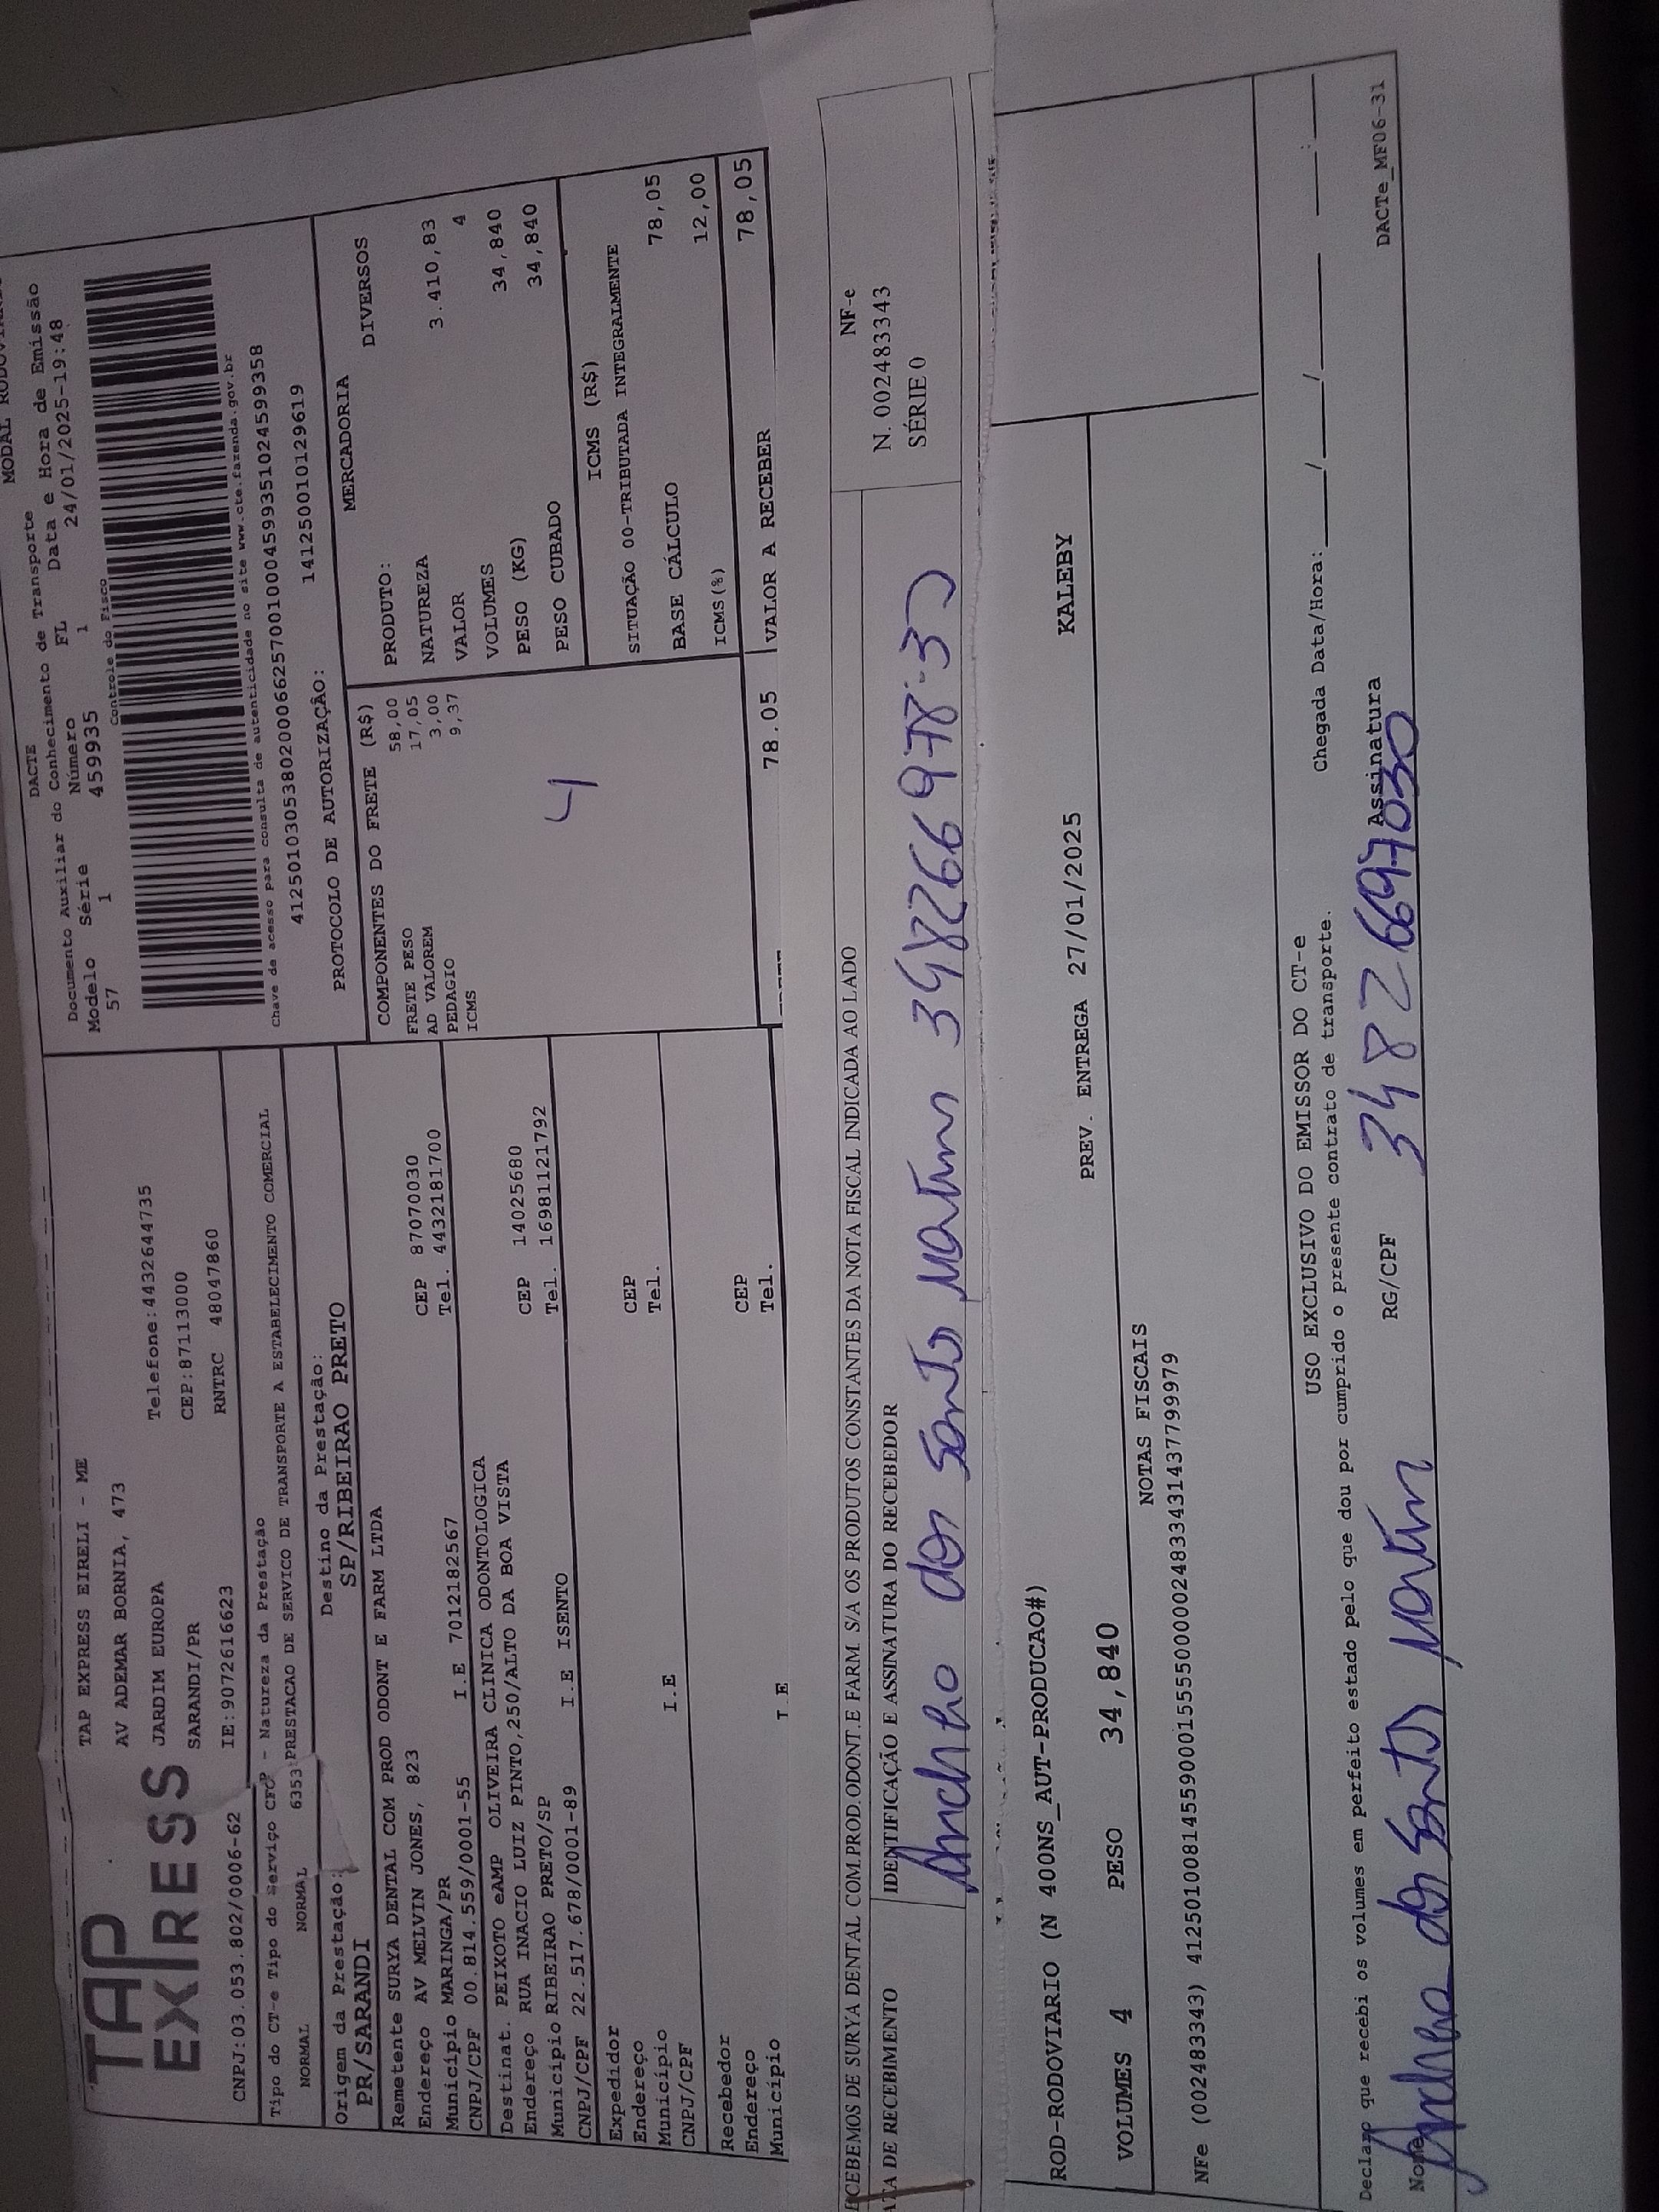 TAP
EXPRESS
TAP EXPRESS EIRELI - ME
AV ADEMAR BORNIA, 473
JARDIM EUROPA
Telefone:4432644735
SARANDI/PR
CEP:87113000
CNPJ:03.053.802/0006-62
IE:9072616623
RNTRC 48047860
DACTE
Documento Auxiliar do Conhecimento de Transporte
Modelo Série Número FL Data e Hora de Emissão
57 1 459935 1 24/01/2025-19:48
Controle do Fisco
Chave de acesso para consulta de autenticidade no site www.cte.fazenda.gov.br
41250103053802000662570010004599351024599358
PROTOCOLO DE AUTORIZAÇÃO:
141250010129619
Tipo do CT-e Tipo do Serviço CFOP - Natureza da Prestação
NORMAL NORMAL 6353 PRESTACAO DE SERVICO DE TRANSPORTE A ESTABELECIMENTO COMERCIAL
Origem da Prestação: Destino da Prestação:
PR/SARANDI SP/RIBEIRAO PRETO
Remetente SURYA DENTAL COM PROD ODONT E FARM LTDA
Endereço AV MELVIN JONES, 823
Município MARINGA/PR CEP 87070030
CNPJ/CPF 00.814.559/0001-55 I.E 7012182567 Tel. 4432181700
Destinat. PEIXOTO eAMP OLIVEIRA CLINICA ODONTOLOGICA
Endereço RUA INACIO LUIZ PINTO,250/ALTO DA BOA VISTA
Município RIBEIRAO PRETO/SP CEP 14025680
CNPJ/CPF 22.517.678/0001-89 I.E ISENTO Tel. 16981121792
Expedidor
Endereço
Município CEP
CNPJ/CPF I.E Tel.
Recebedor
Endereço
Município CEP
I.E Tel.
COMPONENTES DO FRETE (R$)
FRETE PESO 58,00
AD VALOREM 17,05
PEDAGIO 3,00
ICMS 9,37
4
78.05
MERCADORIA
PRODUTO: DIVERSOS
NATUREZA
VALOR 3.410,83
VOLUMES 4
PESO (KG) 34,840
PESO CUBADO 34,840
ICMS (R$)
SITUAÇÃO 00-TRIBUTADA INTEGRALMENTE
BASE CÁLCULO 78,05
ICMS(%) 12,00
VALOR A RECEBER 78,05
RECEBEMOS DE SURYA DENTAL COM.PROD.ODONT.E FARM. S/A OS PRODUTOS CONSTANTES DA NOTA FISCAL INDICADA AO LADO
DATA DE RECEBIMENTO IDENTIFICAÇÃO E ASSINATURA DO RECEBEDOR
dos Santos Martins
NF-e
N. 002483343
SÉRIE 0
ROD-RODOVIARIO (N 400NS_AUT-PRODUCAO#)
PREV. ENTREGA 27/01/2025 KALEBY
VOLUMES 4 PESO 34,840
NOTAS FISCAIS
NFe (002483343) 41250100814559000155550000024833431437799979
USO EXCLUSIVO DO EMISSOR DO CT-e
Declaro que recebi os volumes em perfeito estado pelo que dou por cumprido o presente contrato de transporte.
Chegada Data/Hora: ____/____/____ ___:___
Nome dos Santos Martins RG/CPF 34826697030 Assinatura
DACTe_MF06-31